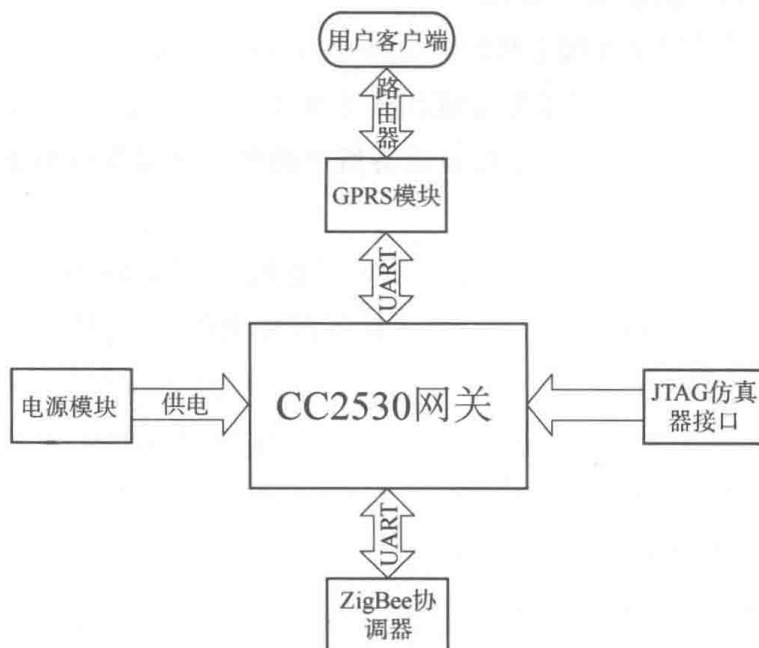 用户客户端
路由器
GPRS模块
UART
电源模块
供电
CC2530网关
JTAG仿真
器接口
UART
ZigBee协
调器